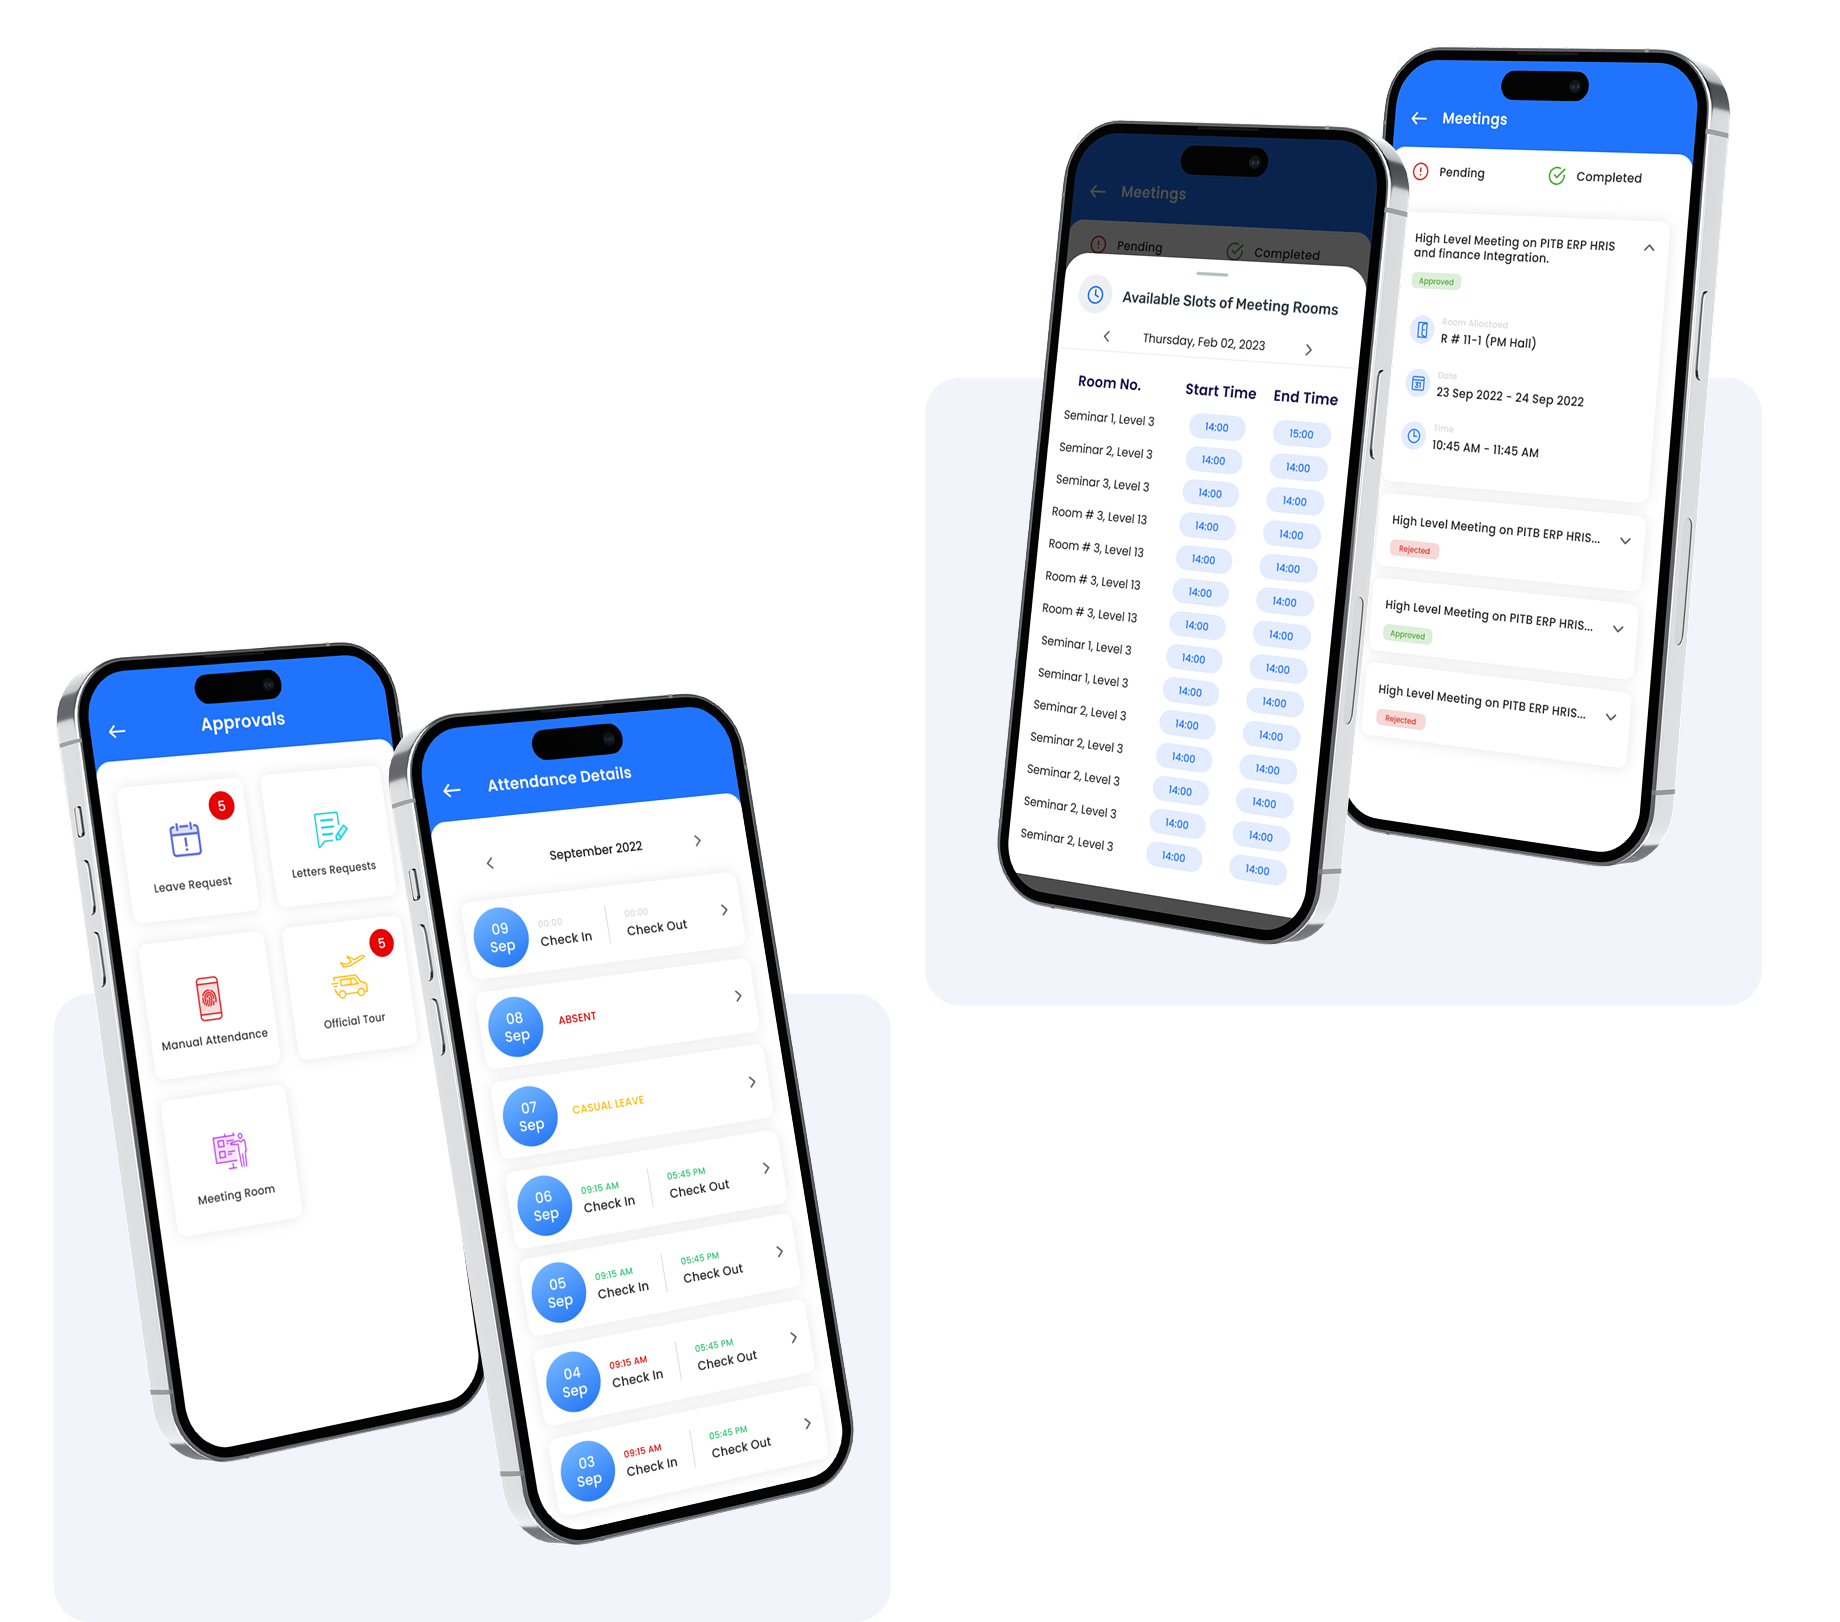 Meetings
Pending
Completed
High Level Meeting on PITB ERP HRIS
and finance Integration.
Approved
Room Alloctaed
R # 11-1 (PM Hall)
Date
31
23 Sep 2022 - 24 Sep 2022
Time
10:45 AM - 11:45 AM
High Level Meeting on PITB ERP HRIS...
Rejected
High Level Meeting on PITB ERP HRIS...
Approved
High Level Meeting on PITB ERP HRIS...
Rejected
Meetings
Pending
Completed
Available Slots of Meeting Rooms
Thursday, Feb 02, 2023
Room No. Start Time End Time
Seminar 1, Level 3 14:00 15:00
Seminar 2, Level 3 14:00 14:00
Seminar 3, Level 3 14:00 14:00
Room # 3, Level 13 14:00 14:00
Room # 3, Level 13 14:00 14:00
Room # 3, Level 13 14:00 14:00
Room # 3, Level 13 14:00 14:00
Seminar 1, Level 3 14:00 14:00
Seminar 1, Level 3 14:00 14:00
Seminar 2, Level 3 14:00 14:00
Seminar 2, Level 3 14:00 14:00
Seminar 2, Level 3 14:00 14:00
Seminar 2, Level 3 14:00 14:00
Seminar 2, Level 3 14:00 14:00
Approvals
5
Leave Request
Letters Requests
Manual Attendance
5
Official Tour
Meeting Room
Attendance Details
September 2022
09
Sep
00:00
Check In
00:00
Check Out
08
Sep
ABSENT
07
Sep
CASUAL LEAVE
06
Sep
09:15 AM
Check In
05:45 PM
Check Out
05
Sep
09:15 AM
Check In
05:45 PM
Check Out
04
Sep
09:15 AM
Check In
05:45 PM
Check Out
03
Sep
09:15 AM
Check In
05:45 PM
Check Out